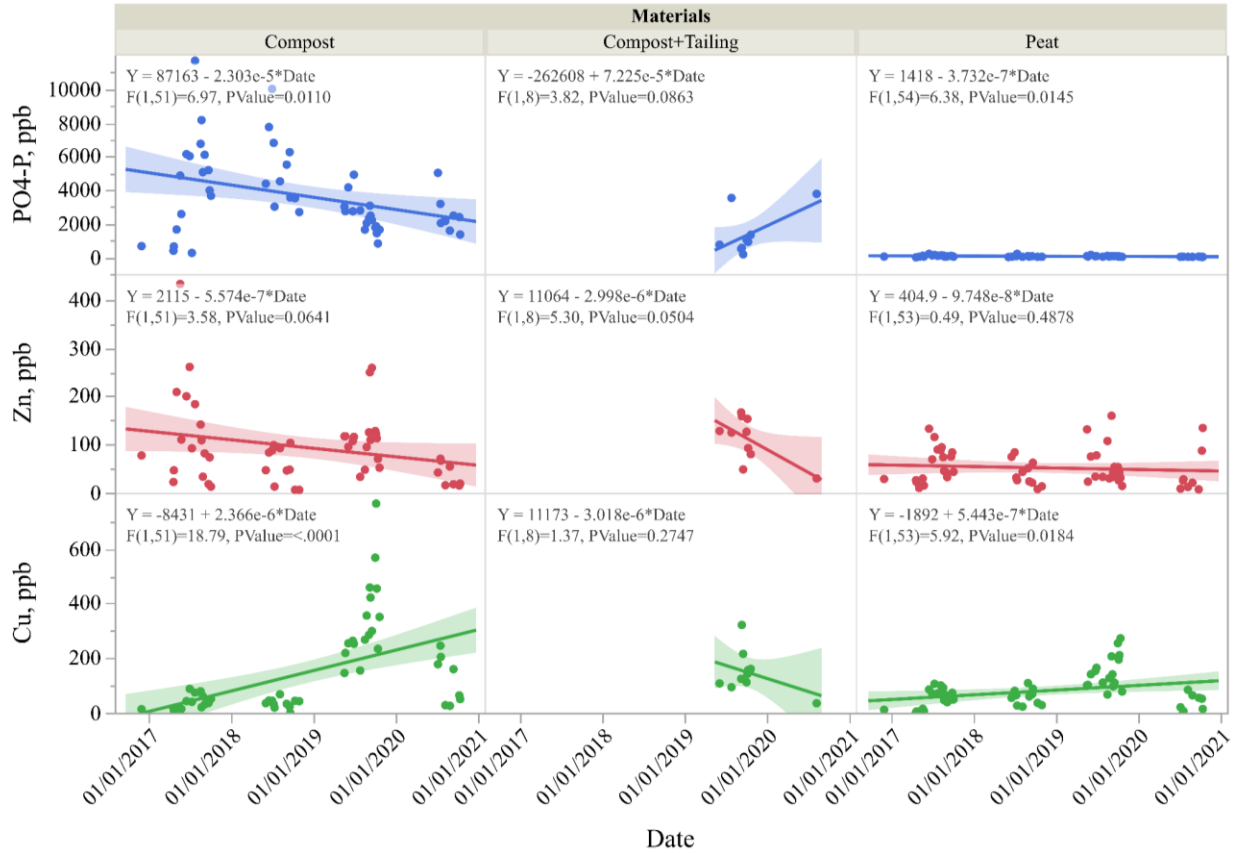 Materials
Compost Compost+Tailing Peat
PO4-P, ppb
10000
8000
6000
4000
2000
0
Y = 87163 - 2.303e-5*Date
F(1,51)=6.97, PValue=0.0110
Y = -262608 + 7.225e-5*Date
F(1,8)=3.82, PValue=0.0863
Y = 1418 - 3.732e-7*Date
F(1,54)=6.38, PValue=0.0145
Zn, ppb
400
300
200
100
0
Y = 2115 - 5.574e-7*Date
F(1,51)=3.58, PValue=0.0641
Y = 11064 - 2.998e-6*Date
F(1,8)=5.30, PValue=0.0504
Y = 404.9 - 9.748e-8*Date
F(1,53)=0.49, PValue=0.4878
Cu, ppb
600
400
200
0
Y = -8431 + 2.366e-6*Date
F(1,51)=18.79, PValue=<.0001
Y = 11173 - 3.018e-6*Date
F(1,8)=1.37, PValue=0.2747
Y = -1892 + 5.443e-7*Date
F(1,53)=5.92, PValue=0.0184
01/01/2017
01/01/2018
01/01/2019
01/01/2020
01/01/2021
01/01/2017
01/01/2018
01/01/2019
01/01/2020
01/01/2021
01/01/2017
01/01/2018
01/01/2019
01/01/2020
01/01/2021
Date